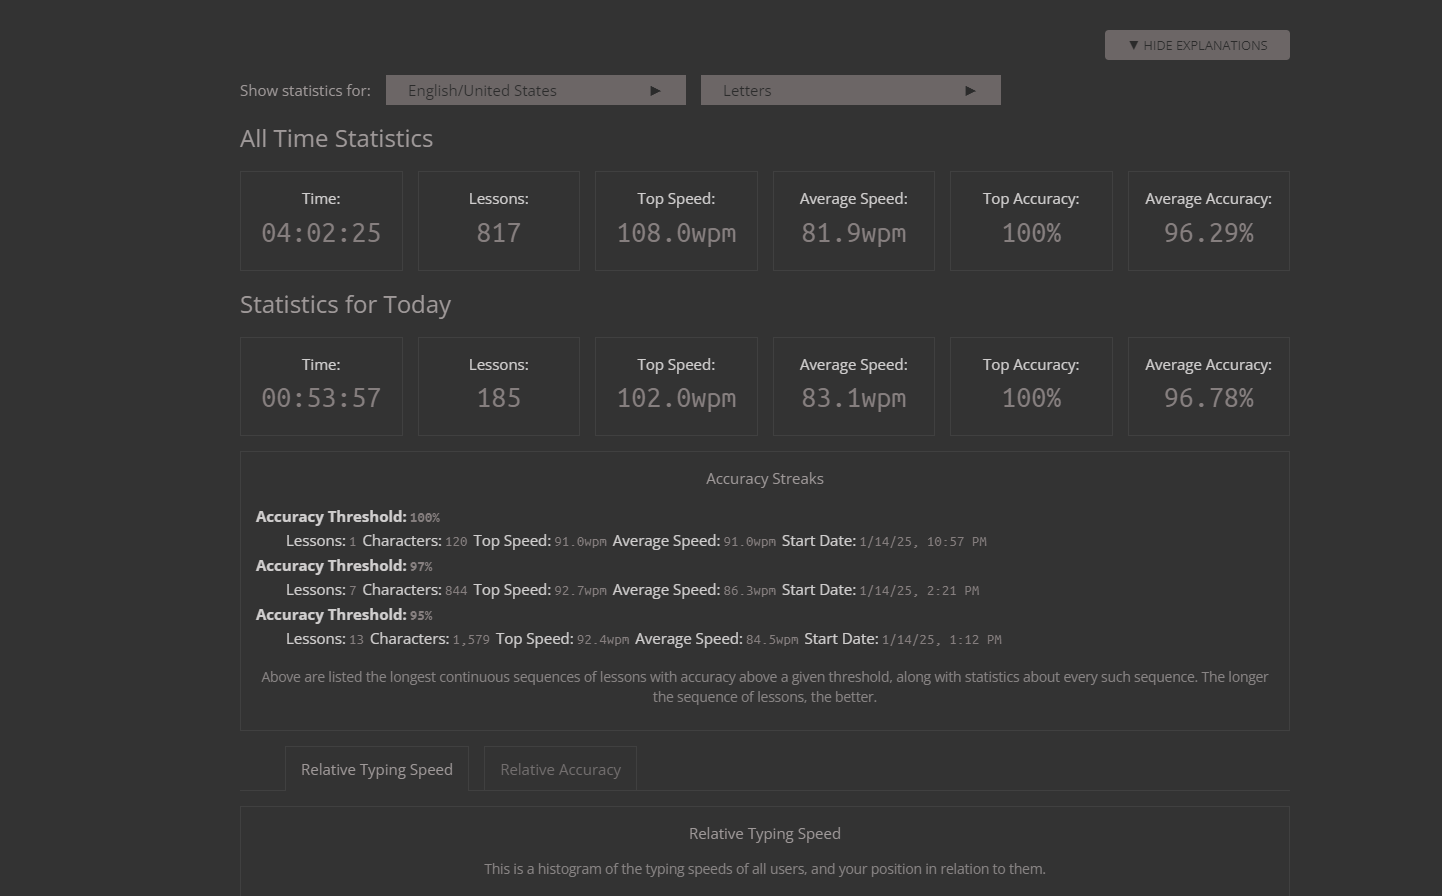 ▼ HIDE EXPLANATIONS
Show statistics for: English/United States ▶ Letters ▶
All Time Statistics
Time: Lessons: Top Speed: Average Speed: Top Accuracy: Average Accuracy:
04:02:25 817 108.0wpm 81.9wpm 100% 96.29%
Statistics for Today
Time: Lessons: Top Speed: Average Speed: Top Accuracy: Average Accuracy:
00:53:57 185 102.0wpm 83.1wpm 100% 96.78%
Accuracy Streaks
Accuracy Threshold: 100%
Lessons: 1 Characters: 120 Top Speed: 91.0wpm Average Speed: 91.0wpm Start Date: 1/14/25, 10:57 PM
Accuracy Threshold: 97%
Lessons: 7 Characters: 844 Top Speed: 92.7wpm Average Speed: 86.3wpm Start Date: 1/14/25, 2:21 PM
Accuracy Threshold: 95%
Lessons: 13 Characters: 1,579 Top Speed: 92.4wpm Average Speed: 84.5wpm Start Date: 1/14/25, 1:12 PM
Above are listed the longest continuous sequences of lessons with accuracy above a given threshold, along with statistics about every such sequence. The longer
the sequence of lessons, the better.
Relative Typing Speed Relative Accuracy
Relative Typing Speed
This is a histogram of the typing speeds of all users, and your position in relation to them.